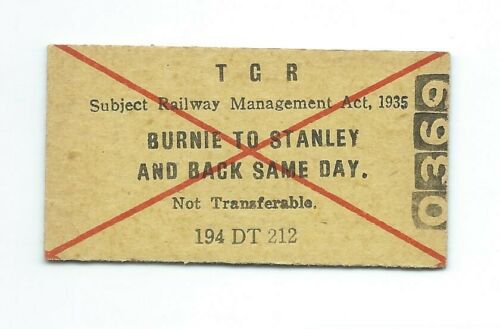 T G R
Subject Railway Management Act, 1935
BURNIE TO STANLEY
AND BACK SAME DAY.
Not Transferable.
194 DT 212
0369